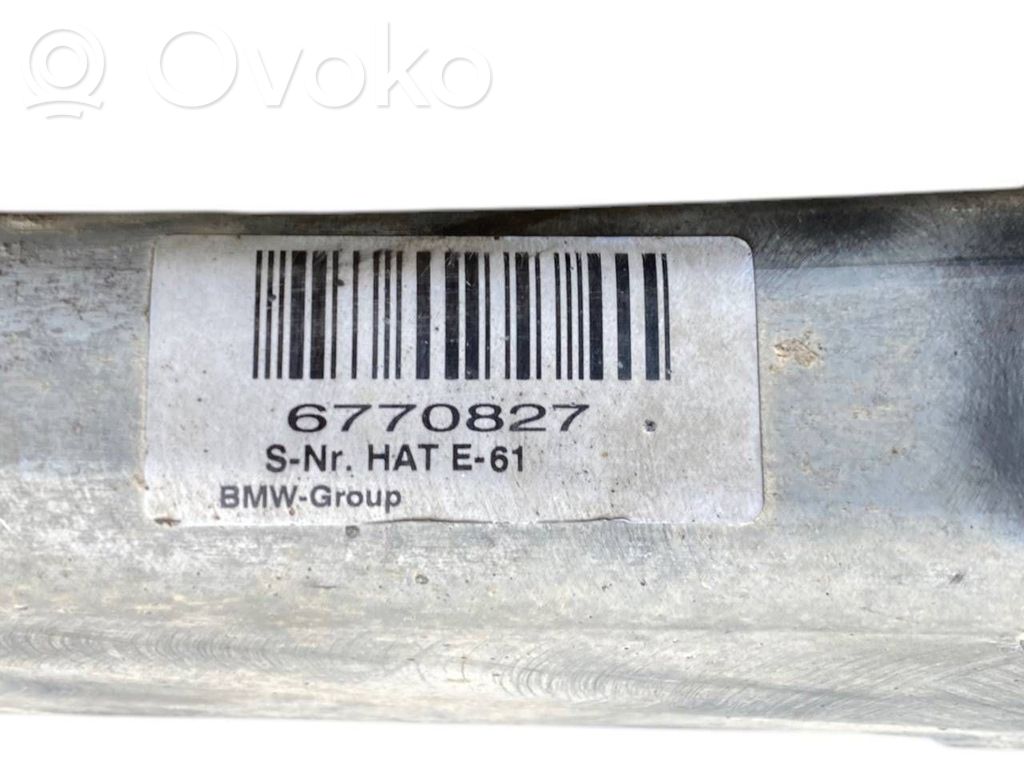 Ovoko
6770827
S-Nr. HAT E-61
BMW-Group